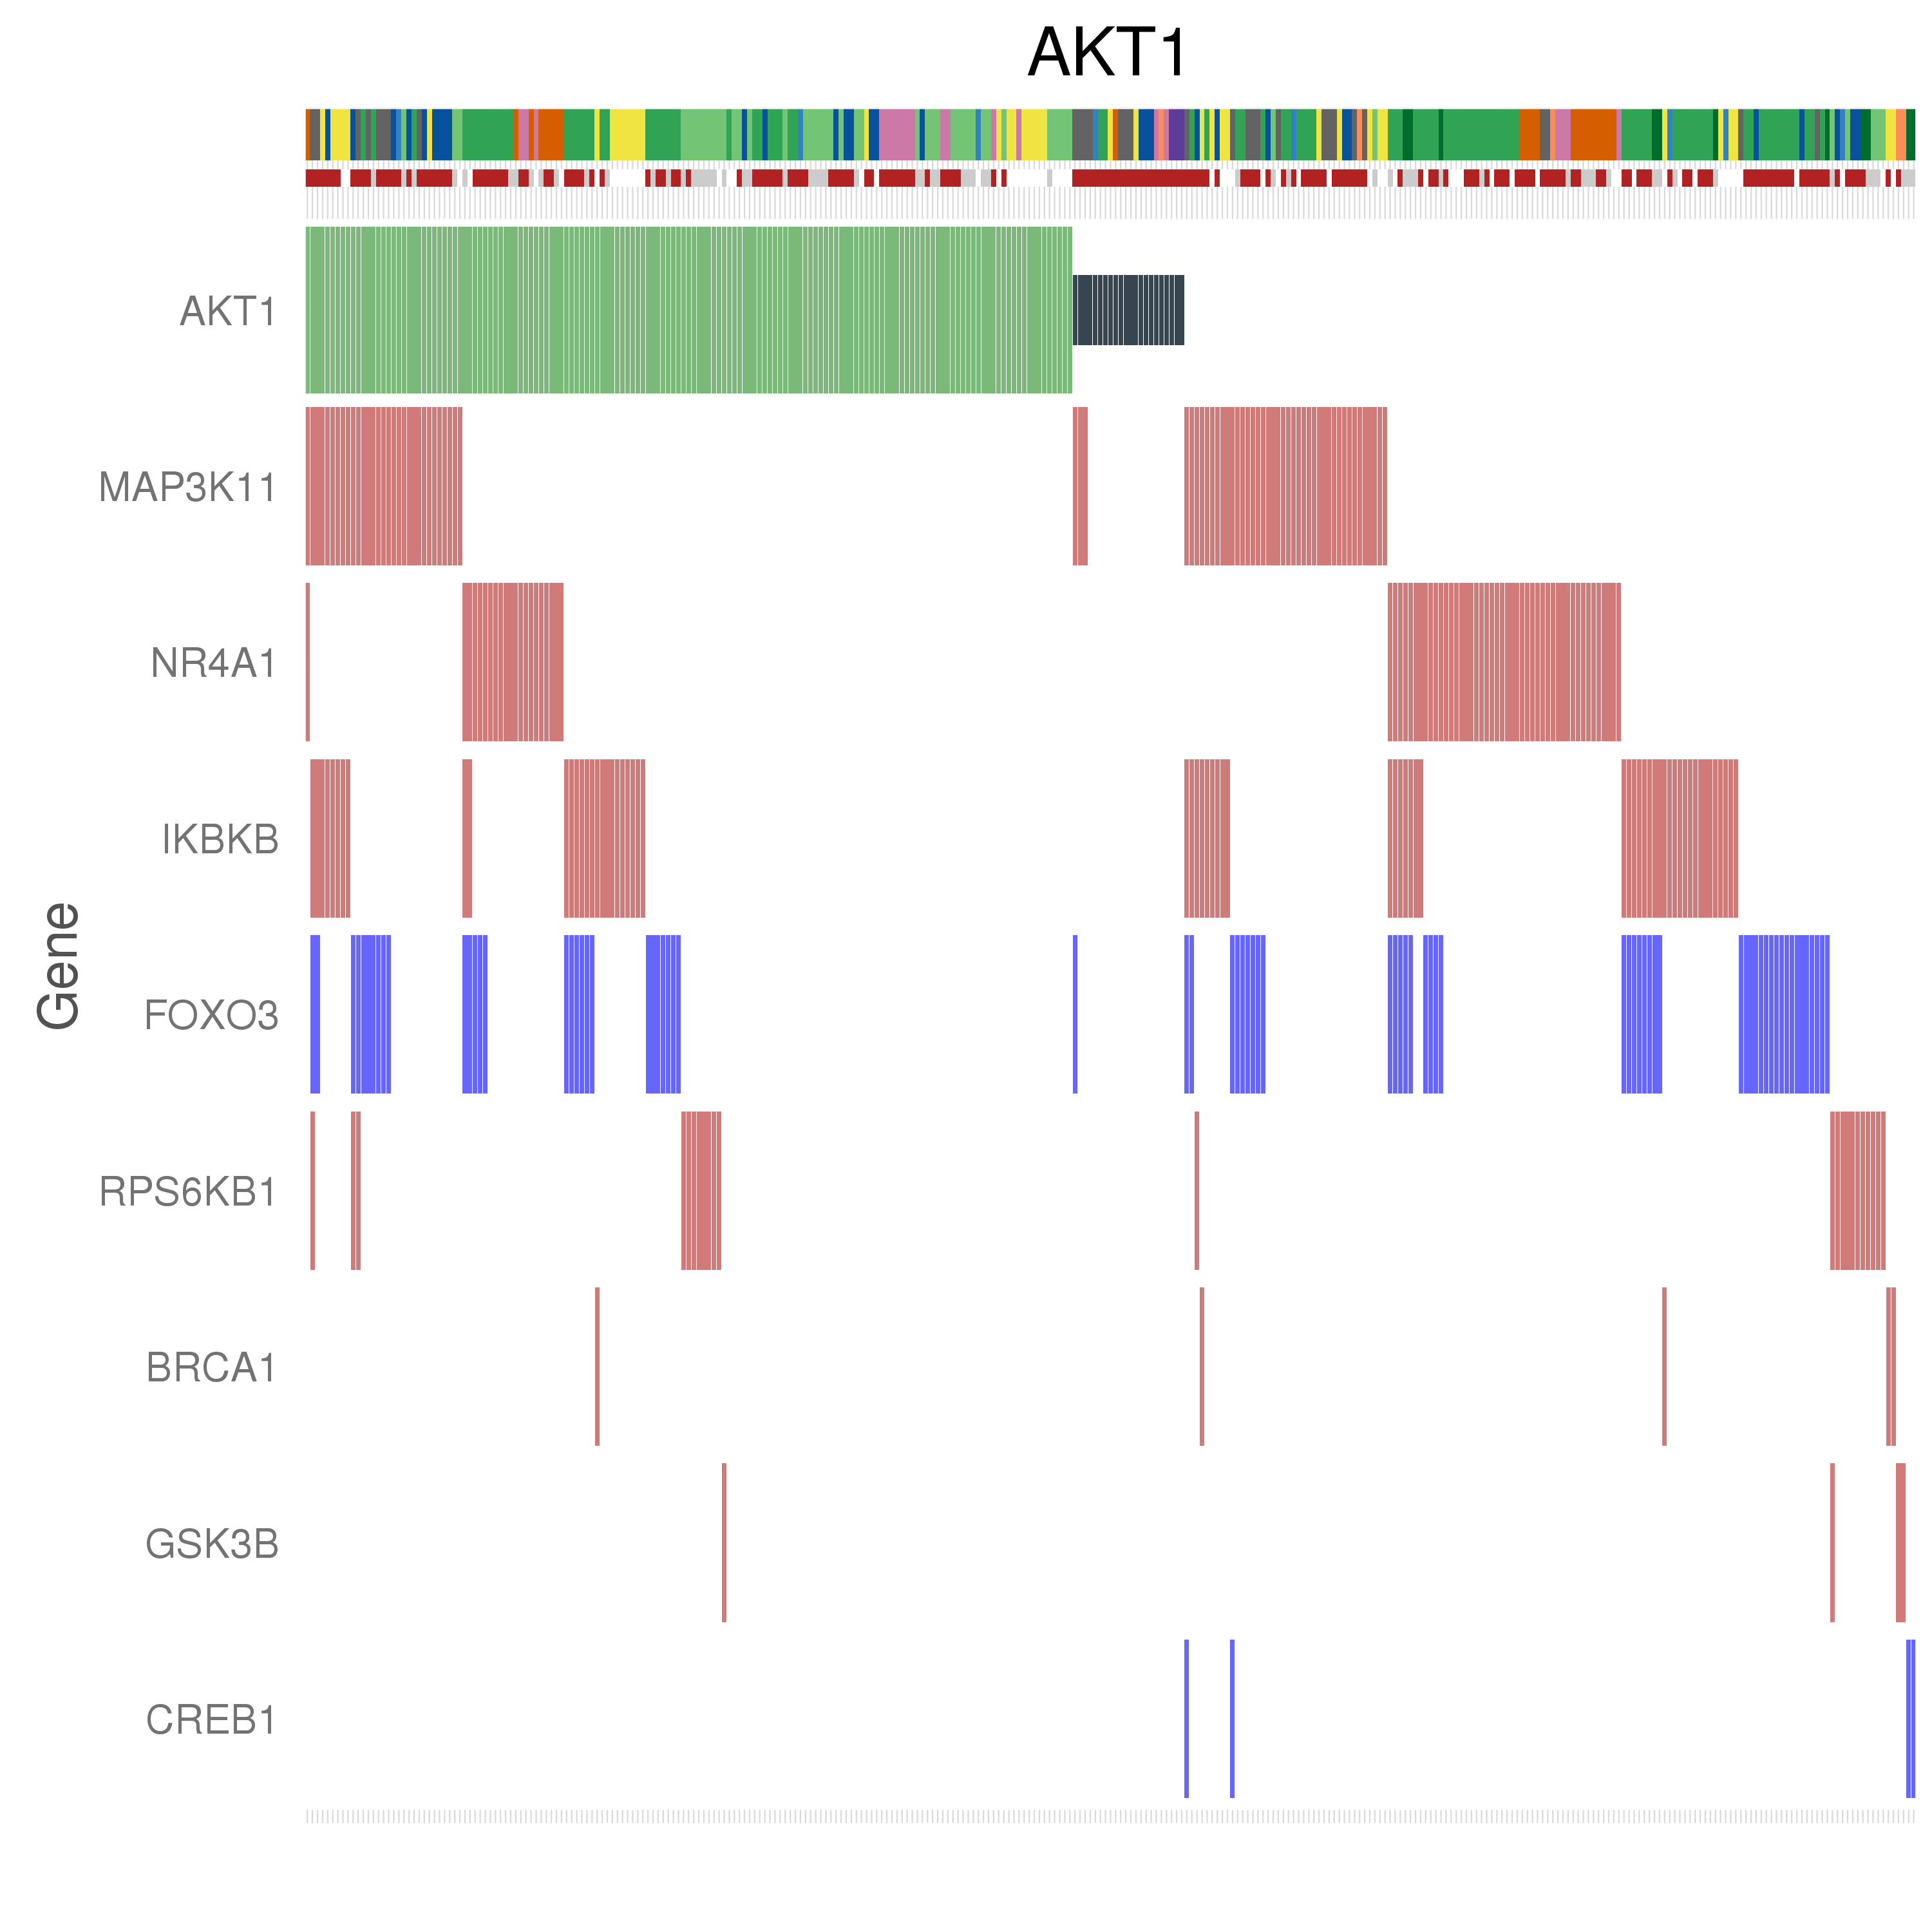 AKT1
AKT1
MAP3K11
NR4A1
IKBKB
Gene
FOXO3
RPS6KB1
BRCA1
GSK3B
CREB1